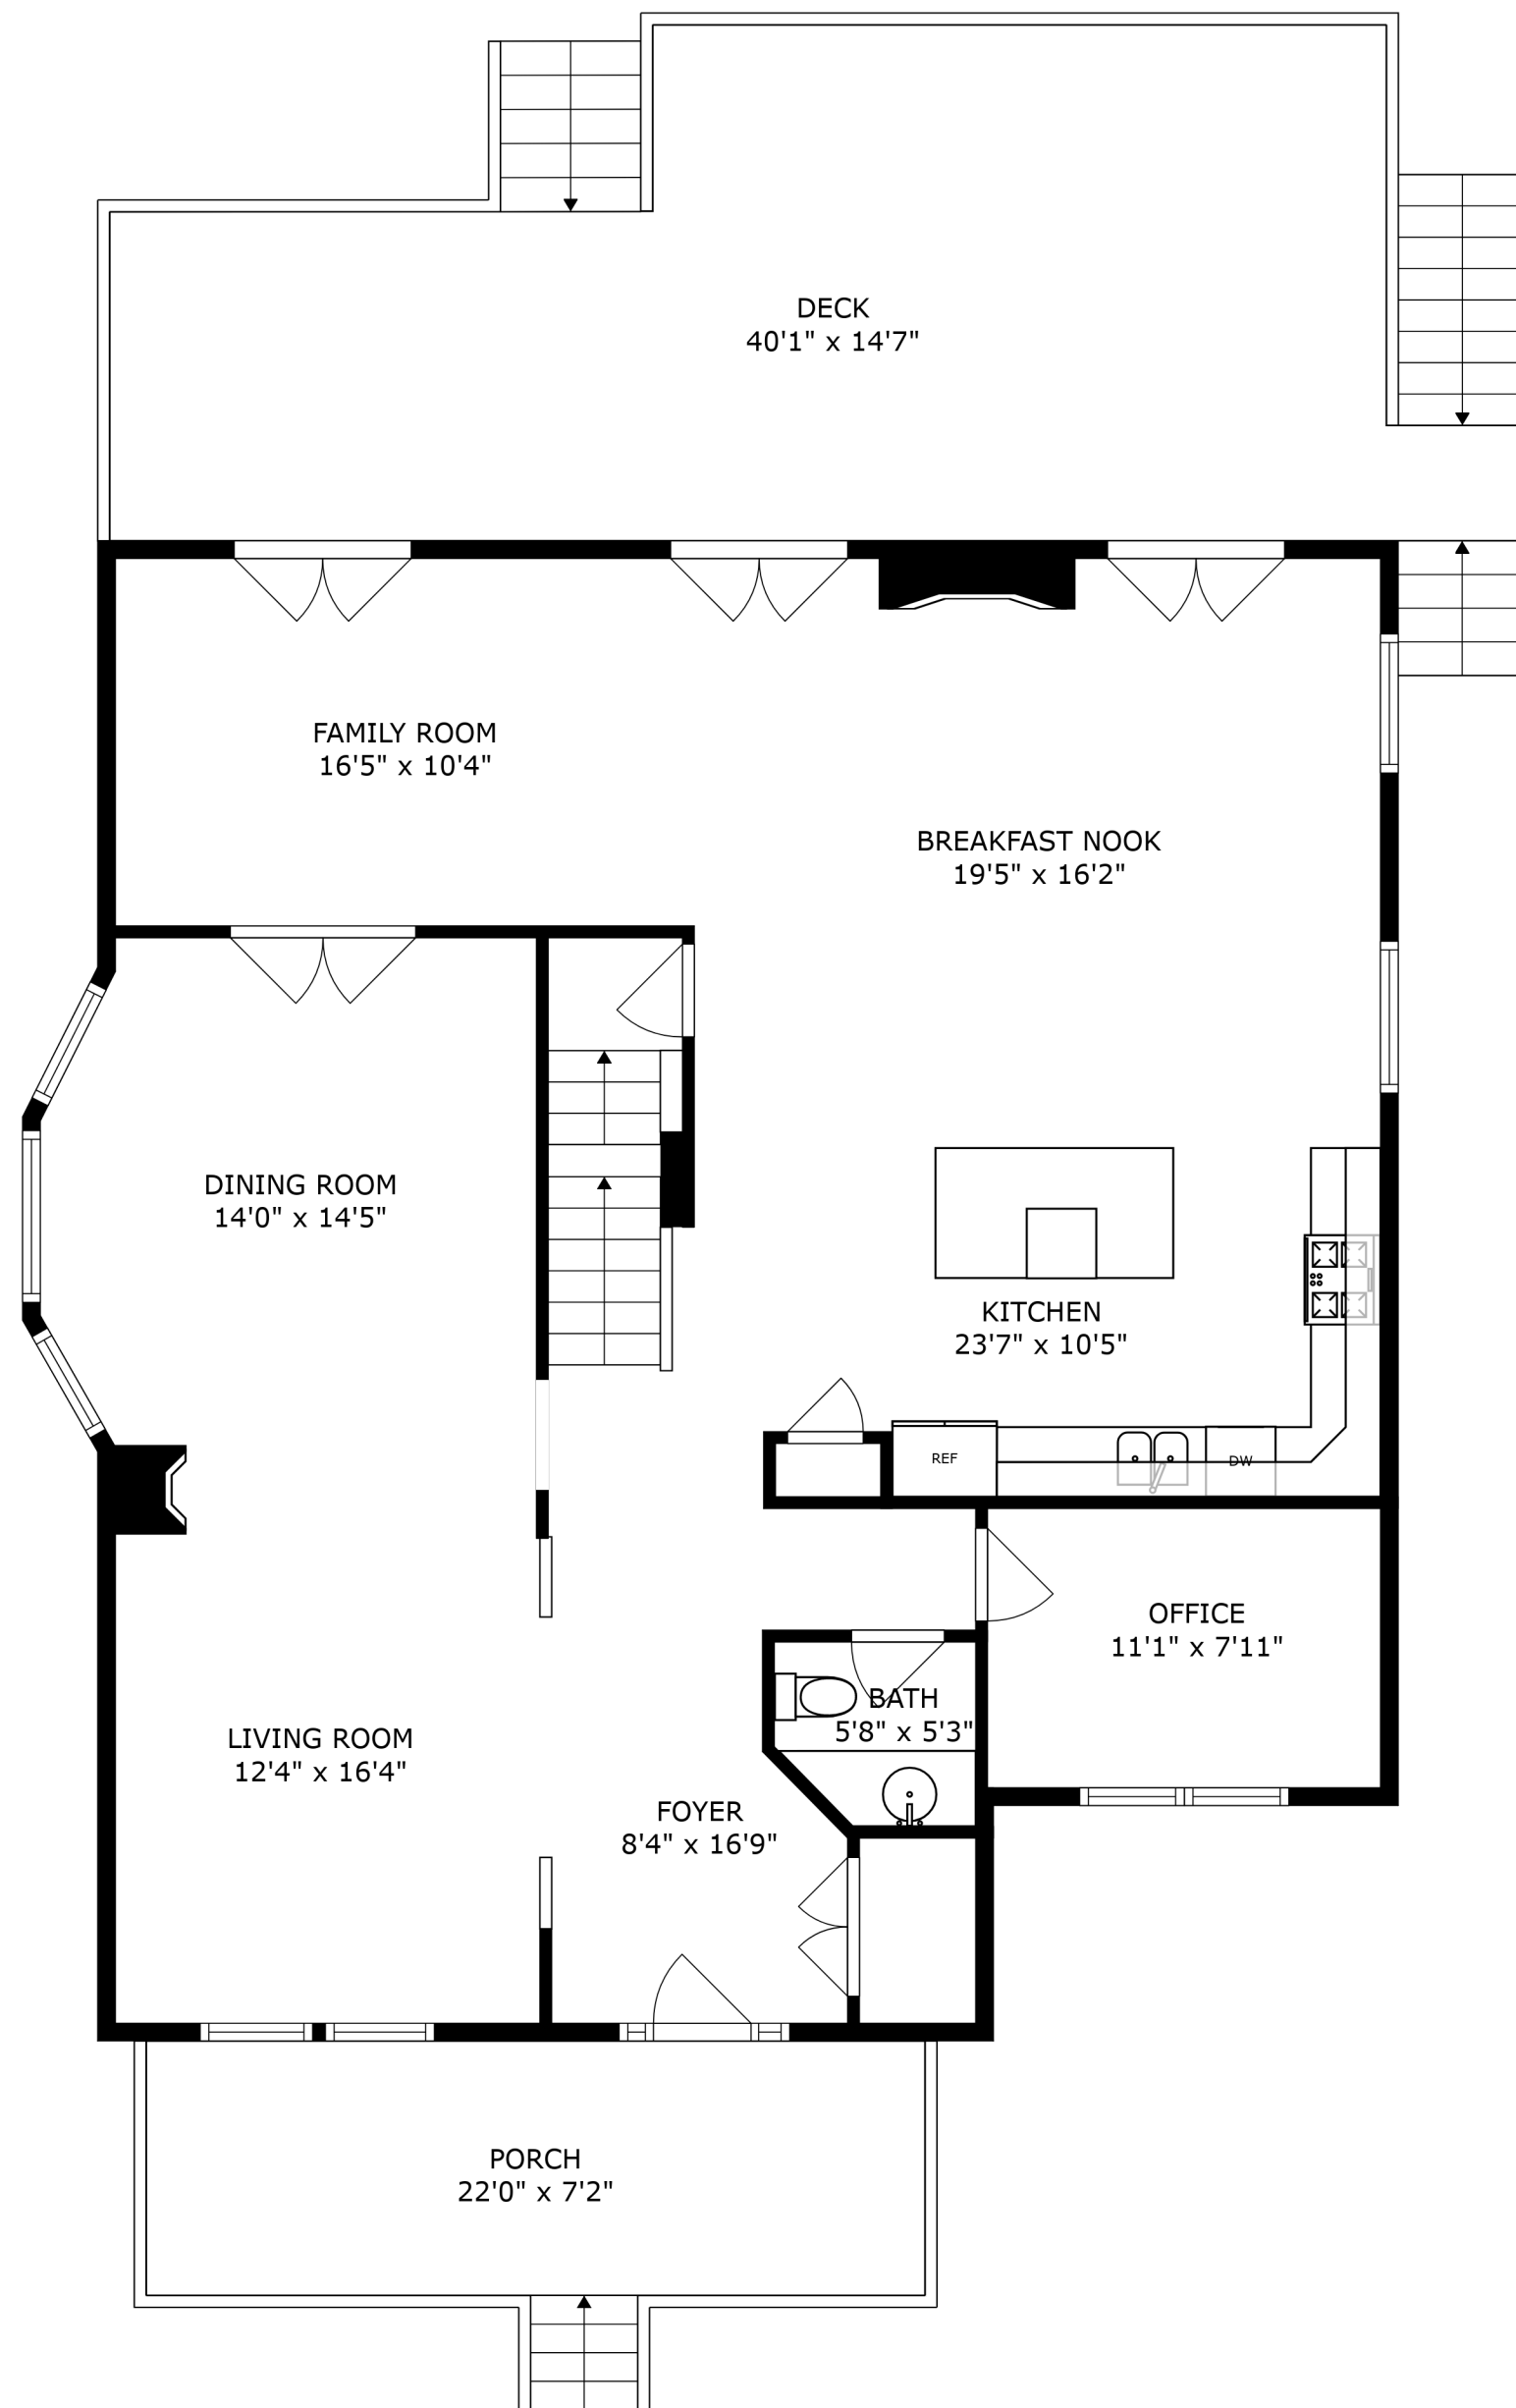 DECK
40'1" x 14'7"
FAMILY ROOM
16'5" x 10'4"
BREAKFAST NOOK
19'5" x 16'2"
DINING ROOM
14'0" x 14'5"
KITCHEN
23'7" x 10'5"
REF
DW
OFFICE
11'1" x 7'11"
BATH
5'8" x 5'3"
LIVING ROOM
12'4" x 16'4"
FOYER
8'4" x 16'9"
PORCH
22'0" x 7'2"